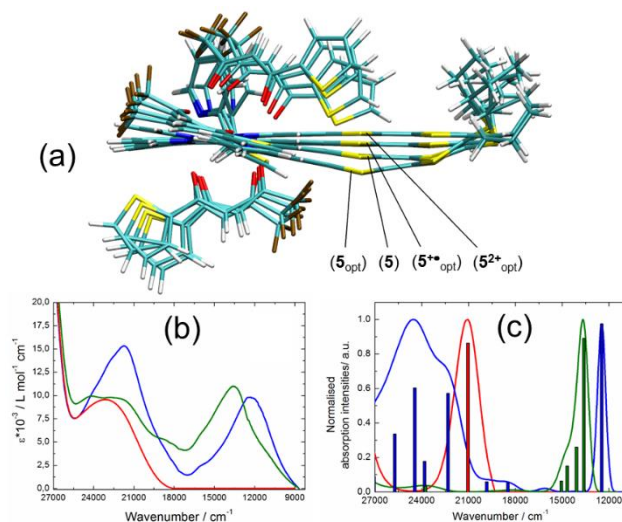 (a)
(5opt) (5) (5+•opt) (52+opt)
(b)
ε*10-3 / L mol-1 cm-1
20,0
17,5
15,0
12,5
10,0
7,5
5,0
2,5
0,0
27000 24000 21000 18000 15000 12000 9000
Wavenumber / cm-1
(c)
Normalised
absorption intensities/ a.u.
1.0
0.8
0.6
0.4
0.2
0.0
27000 24000 21000 18000 15000 12000
Wavenumber / cm-1